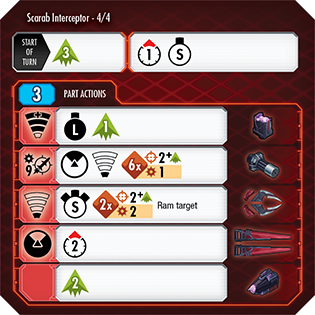 Scarab Interceptor - 4/4
START OF TURN
3
1 S
3 PART ACTIONS
L 1
9 6x 2+
1
S 2x 2+ Ram target
2
2
2